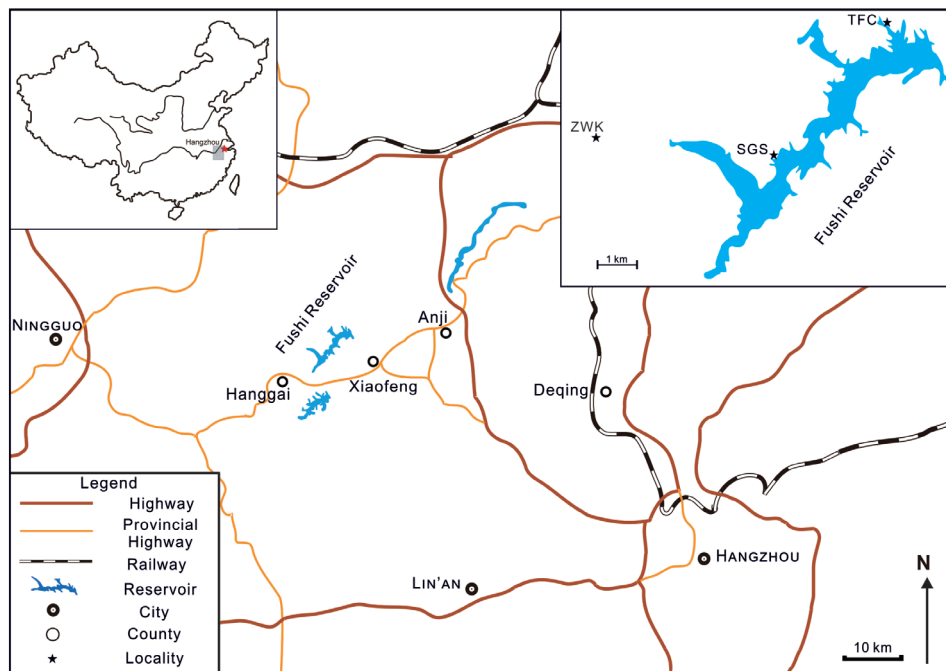 Hangzhou
TFC
ZWK
SGS
Fushi Reservoir
1 km
Fushi Reservoir
NINGGUO
Anji
Hanggai
Xiaofeng
Deqing
HANGZHOU
LIN'AN
Legend
Highway
Provincial
Highway
Railway
Reservoir
City
County
Locality
N
10 km